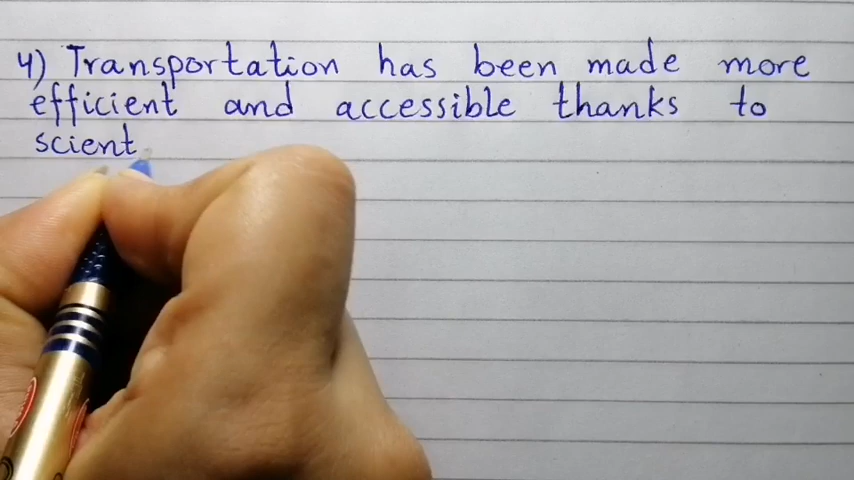 4) Transportation has been made more
efficient and accessible thanks to
scient